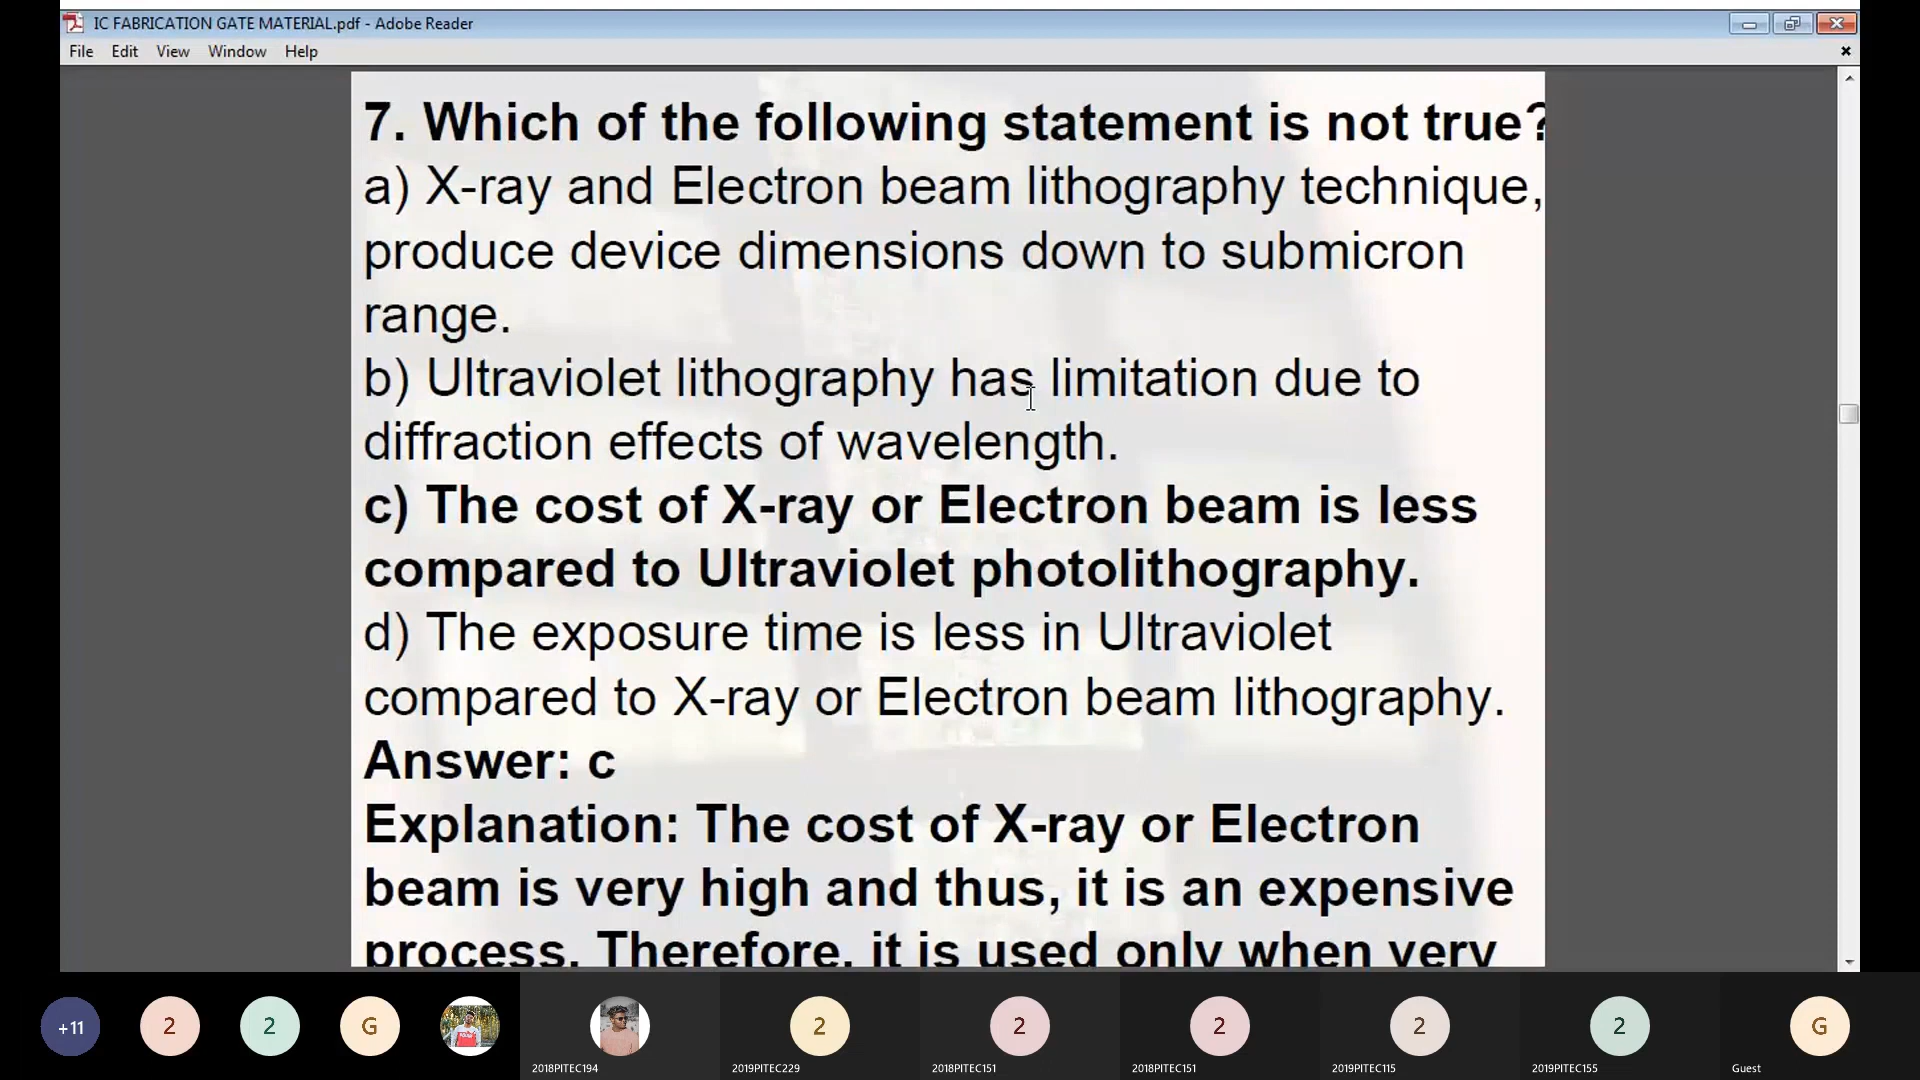 IC FABRICATION GATE MATERIAL.pdf - Adobe Reader
File Edit View Window Help
7. Which of the following statement is not true?
a) X-ray and Electron beam lithography technique,
produce device dimensions down to submicron
range.
b) Ultraviolet lithography has limitation due to
diffraction effects of wavelength.
c) The cost of X-ray or Electron beam is less
compared to Ultraviolet photolithography.
d) The exposure time is less in Ultraviolet
compared to X-ray or Electron beam lithography.
Answer: c
Explanation: The cost of X-ray or Electron
beam is very high and thus, it is an expensive
process. Therefore, it is used only when very
+11 2 2 G 2 2 2 2 2 G
2018PITEC194 2019PITEC229 2018PITEC151 2018PITEC151 2019PITEC115 2019PITEC155 Guest